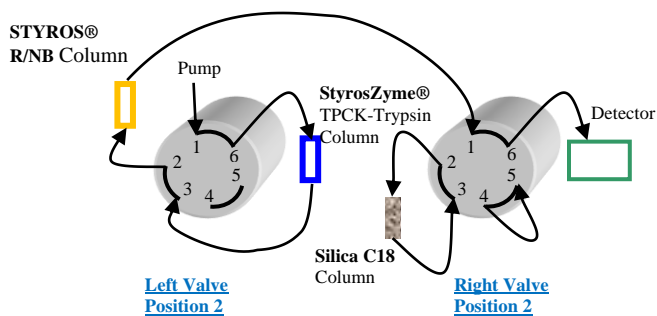 STYROS®
R/NB Column
Pump
StyrosZyme®
TPCK-Trypsin
Column
Detector
1
6
2
5
3
4
1
6
2
5
3
4
Silica C18
Column
Left Valve
Position 2
Right Valve
Position 2